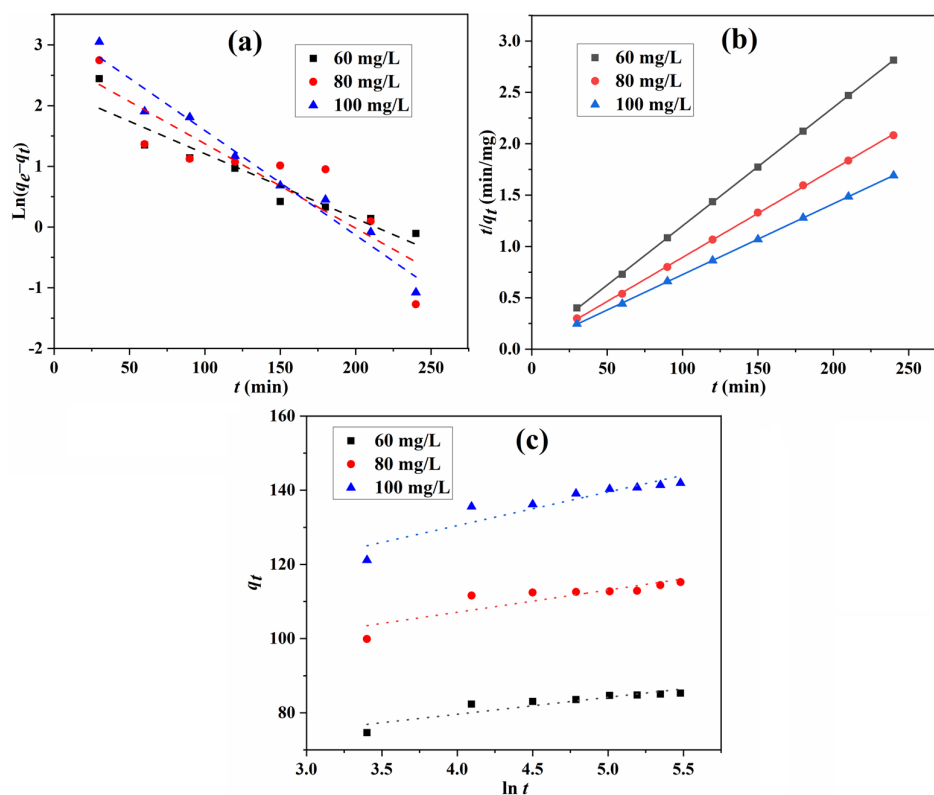 (a)
60 mg/L
80 mg/L
100 mg/L
3
2
1
0
-1
-2
Ln(qe−qt)
0 50 100 150 200 250
t (min)
(b)
60 mg/L
80 mg/L
100 mg/L
3.0
2.5
2.0
1.5
1.0
0.5
0.0
t/qt (min/mg)
0 50 100 150 200 250
t (min)
(c)
60 mg/L
80 mg/L
100 mg/L
160
140
120
100
80
qt
3.0 3.5 4.0 4.5 5.0 5.5
ln t